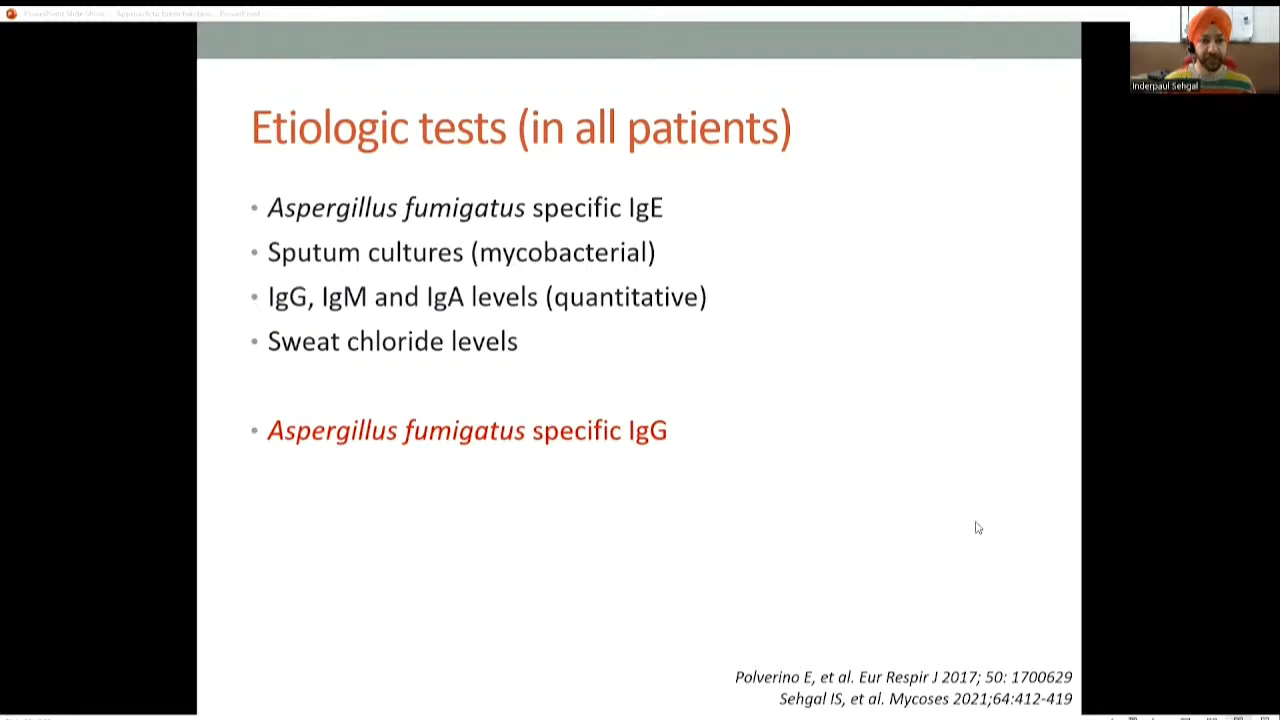 Inderpaul Sehgal
Etiologic tests (in all patients)
• Aspergillus fumigatus specific IgE
• Sputum cultures (mycobacterial)
• IgG, IgM and IgA levels (quantitative)
• Sweat chloride levels
• Aspergillus fumigatus specific IgG
Polverino E, et al. Eur Respir J 2017; 50: 1700629
Sehgal IS, et al. Mycoses 2021;64:412-419